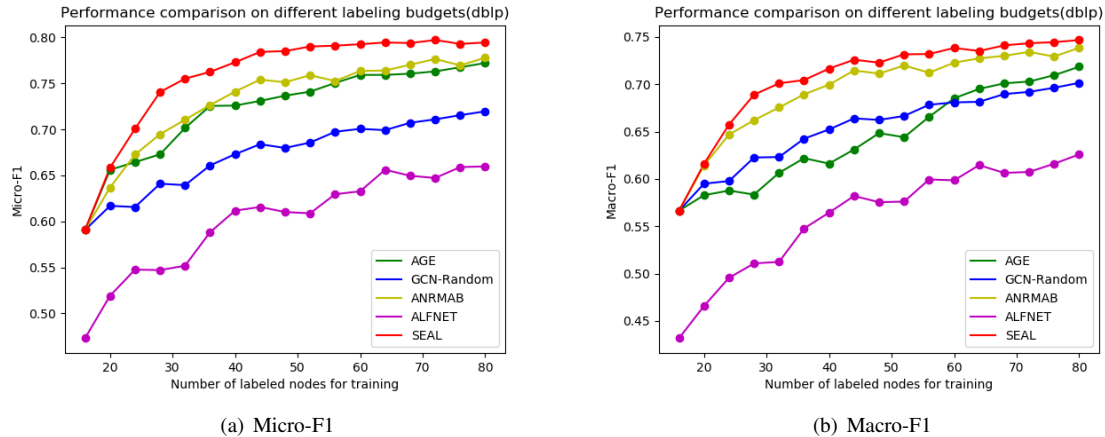 Performance comparison on different labeling budgets(dblp)
0.80
0.75
0.70
0.65
0.60
0.55
0.50
Micro-F1
AGE
GCN-Random
ANRMAB
ALFNET
SEAL
20 30 40 50 60 70 80
Number of labeled nodes for training
(a) Micro-F1
Performance comparison on different labeling budgets(dblp)
0.75
0.70
0.65
0.60
0.55
0.50
0.45
Macro-F1
AGE
GCN-Random
ANRMAB
ALFNET
SEAL
20 30 40 50 60 70 80
Number of labeled nodes for training
(b) Macro-F1